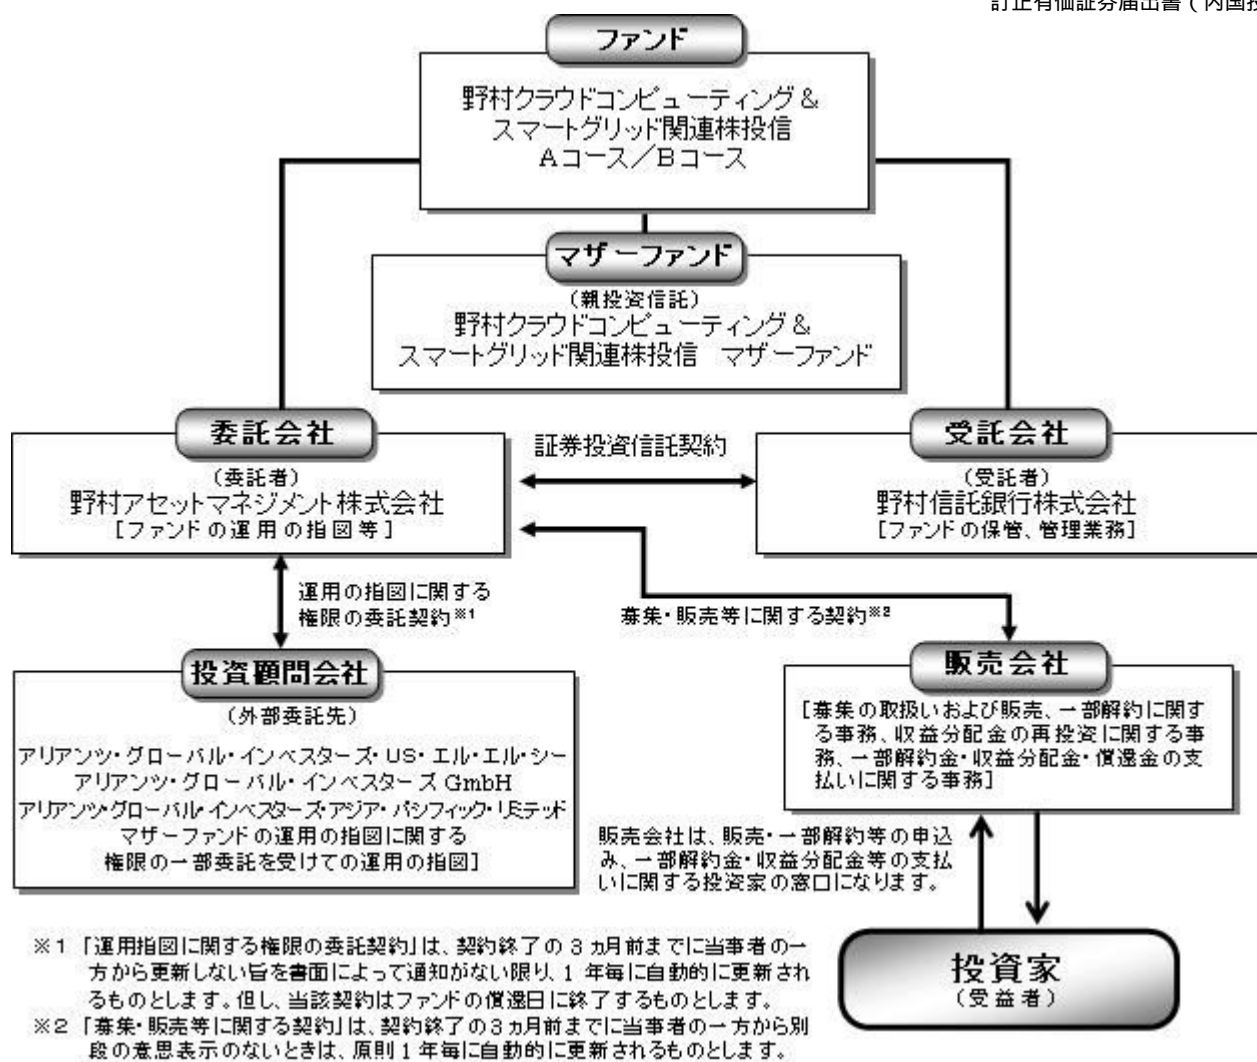 訂正有価証券届出書（内国投
ファンド
野村クラウドコンピューティング＆
スマートグリッド関連株投信
Aコース／Bコース
マザーファンド
（親投資信託）
野村クラウドコンピューティング＆
スマートグリッド関連株投信　マザーファンド
委託会社
（委託者）
野村アセットマネジメント株式会社
［ファンドの運用の指図等］
証券投資信託契約
受託会社
（受託者）
野村信託銀行株式会社
［ファンドの保管、管理業務］
運用の指図に関する
権限の委託契約※1
募集・販売等に関する契約※2
投資顧問会社
（外部委託先）
アリアンツ・グローバル・インベスターズ・US・エル・エル・シー
アリアンツ・グローバル・インベスターズ GmbH
アリアンツ・グローバル・インベスターズ・アジア・パシフィック・リミテッド
マザーファンドの運用の指図に関する
権限の一部委託を受けての運用の指図］
販売会社
［募集の取扱いおよび販売、一部解約に関す
る事務、収益分配金の再投資に関する事
務、一部解約金・収益分配金・償還金の支
払いに関する事務］
販売会社は、販売・一部解約等の申込
み、一部解約金・収益分配金等の支払
いに関する投資家の窓口になります。
投資家
（受益者）
※1「運用指図に関する権限の委託契約」は、契約終了の3ヵ月前までに当事者の一
方から更新しない旨を書面によって通知がない限り、1年毎に自動的に更新され
るものとします。但し、当該契約はファンドの償還日に終了するものとします。
※2「募集・販売等に関する契約」は、契約終了の3ヵ月前までに当事者の一方から別
段の意思表示のないときは、原則1年毎に自動的に更新されるものとします。